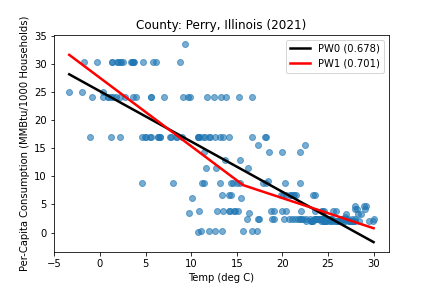 County: Perry, Illinois (2021)
PW0 (0.678)
PW1 (0.701)
Per-Capita Consumption (MMBtu/1000 Households)
35
30
25
20
15
10
5
0
−5 0 5 10 15 20 25 30
Temp (deg C)